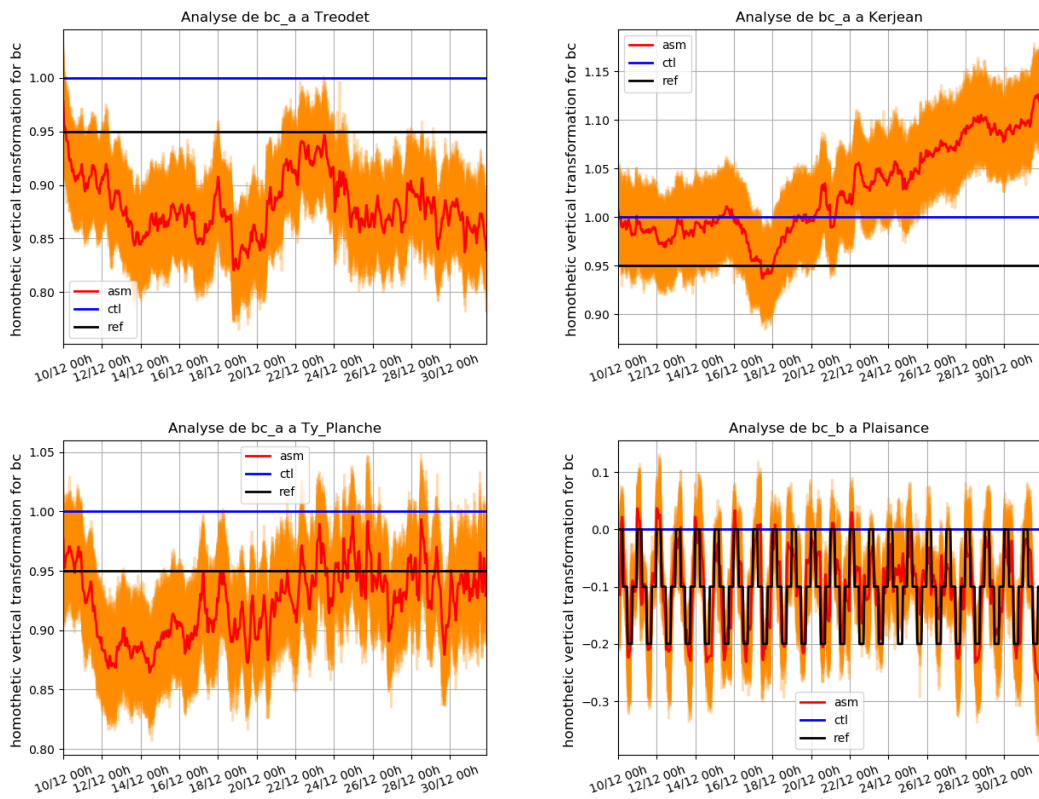 Analyse de bc_a a Treodet
homothetic vertical transformation for bc
1.00
0.95
0.90
0.85
0.80
asm
ctl
ref
10/12 00h
12/12 00h
14/12 00h
16/12 00h
18/12 00h
20/12 00h
22/12 00h
24/12 00h
26/12 00h
28/12 00h
30/12 00h
Analyse de bc_a a Kerjean
homothetic vertical transformation for bc
1.15
1.10
1.05
1.00
0.95
0.90
asm
ctl
ref
10/12 00h
12/12 00h
14/12 00h
16/12 00h
18/12 00h
20/12 00h
22/12 00h
24/12 00h
26/12 00h
28/12 00h
30/12 00h
Analyse de bc_a a Ty_Planche
homothetic vertical transformation for bc
1.05
1.00
0.95
0.90
0.85
0.80
asm
ctl
ref
10/12 00h
12/12 00h
14/12 00h
16/12 00h
18/12 00h
20/12 00h
22/12 00h
24/12 00h
26/12 00h
28/12 00h
30/12 00h
Analyse de bc_b a Plaisance
homothetic vertical transformation for bc
0.1
0.0
−0.1
−0.2
−0.3
asm
ctl
ref
10/12 00h
12/12 00h
14/12 00h
16/12 00h
18/12 00h
20/12 00h
22/12 00h
24/12 00h
26/12 00h
28/12 00h
30/12 00h